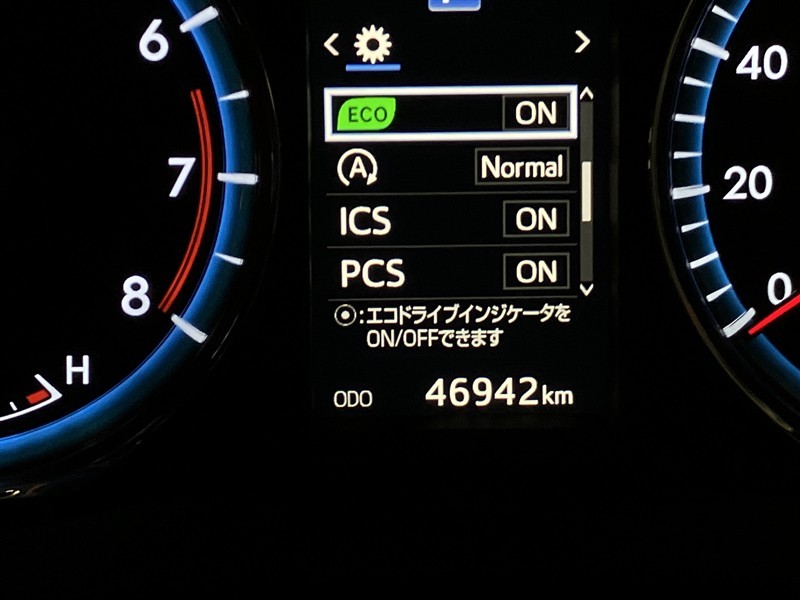 6
7
8
H
ECO ON
A Normal
ICS ON
PCS ON
⦿:エコドライブインジケータを
ON/OFFできます
ODO 46942km
40
20
0